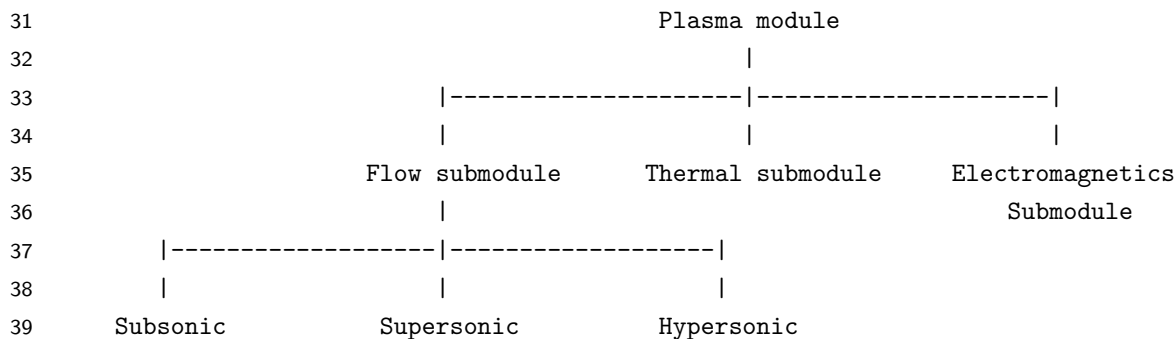 31 Plasma module
32 |
33 |---------------------|---------------------|
34 | | |
35 Flow submodule Thermal submodule Electromagnetics
36 | Submodule
37 |-------------------|-------------------|
38 | | |
39 Subsonic Supersonic Hypersonic